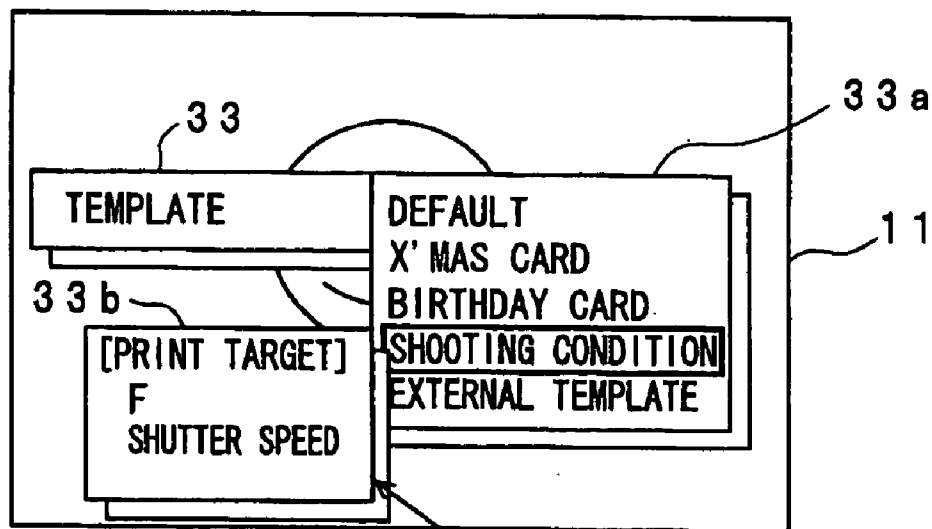 33a
33
TEMPLATE
DEFAULT
X'MAS CARD
BIRTHDAY CARD
SHOOTING CONDITION
EXTERNAL TEMPLATE
11
33b
[PRINT TARGET]
F
SHUTTER SPEED